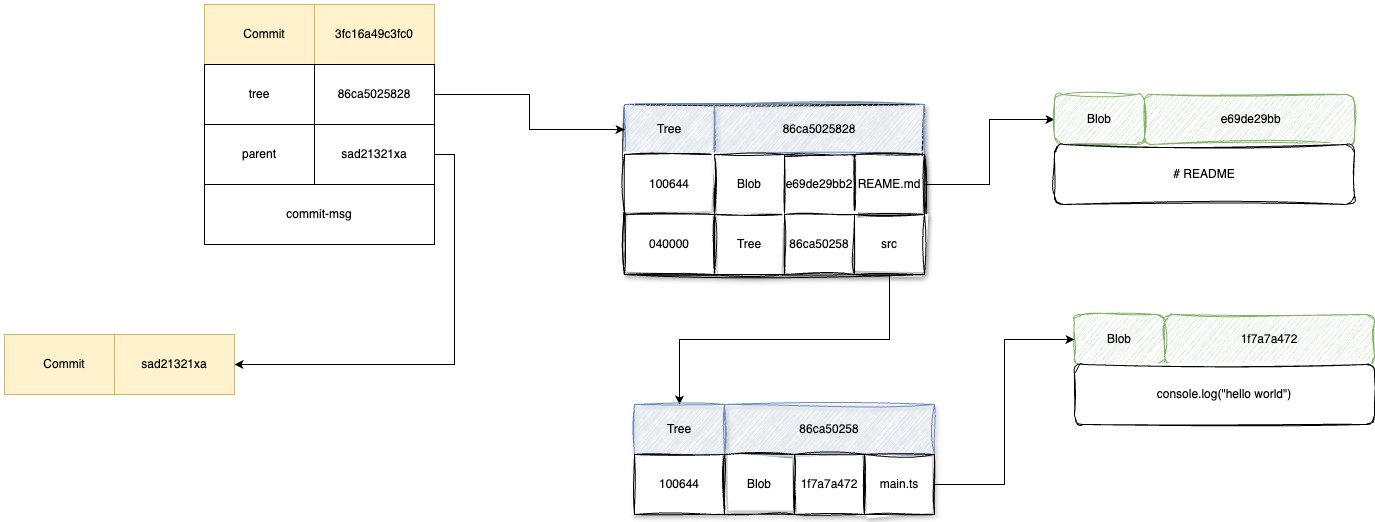 Commit 3fc16a49c3fc0
tree 86ca5025828
parent sad21321xa
commit-msg
Commit sad21321xa
Tree 86ca5025828
100644 Blob e69de29bb2 REAME.md
040000 Tree 86ca50258 src
Tree 86ca50258
100644 Blob 1f7a7a472 main.ts
Blob e69de29bb
# README
Blob 1f7a7a472
console.log("hello world")